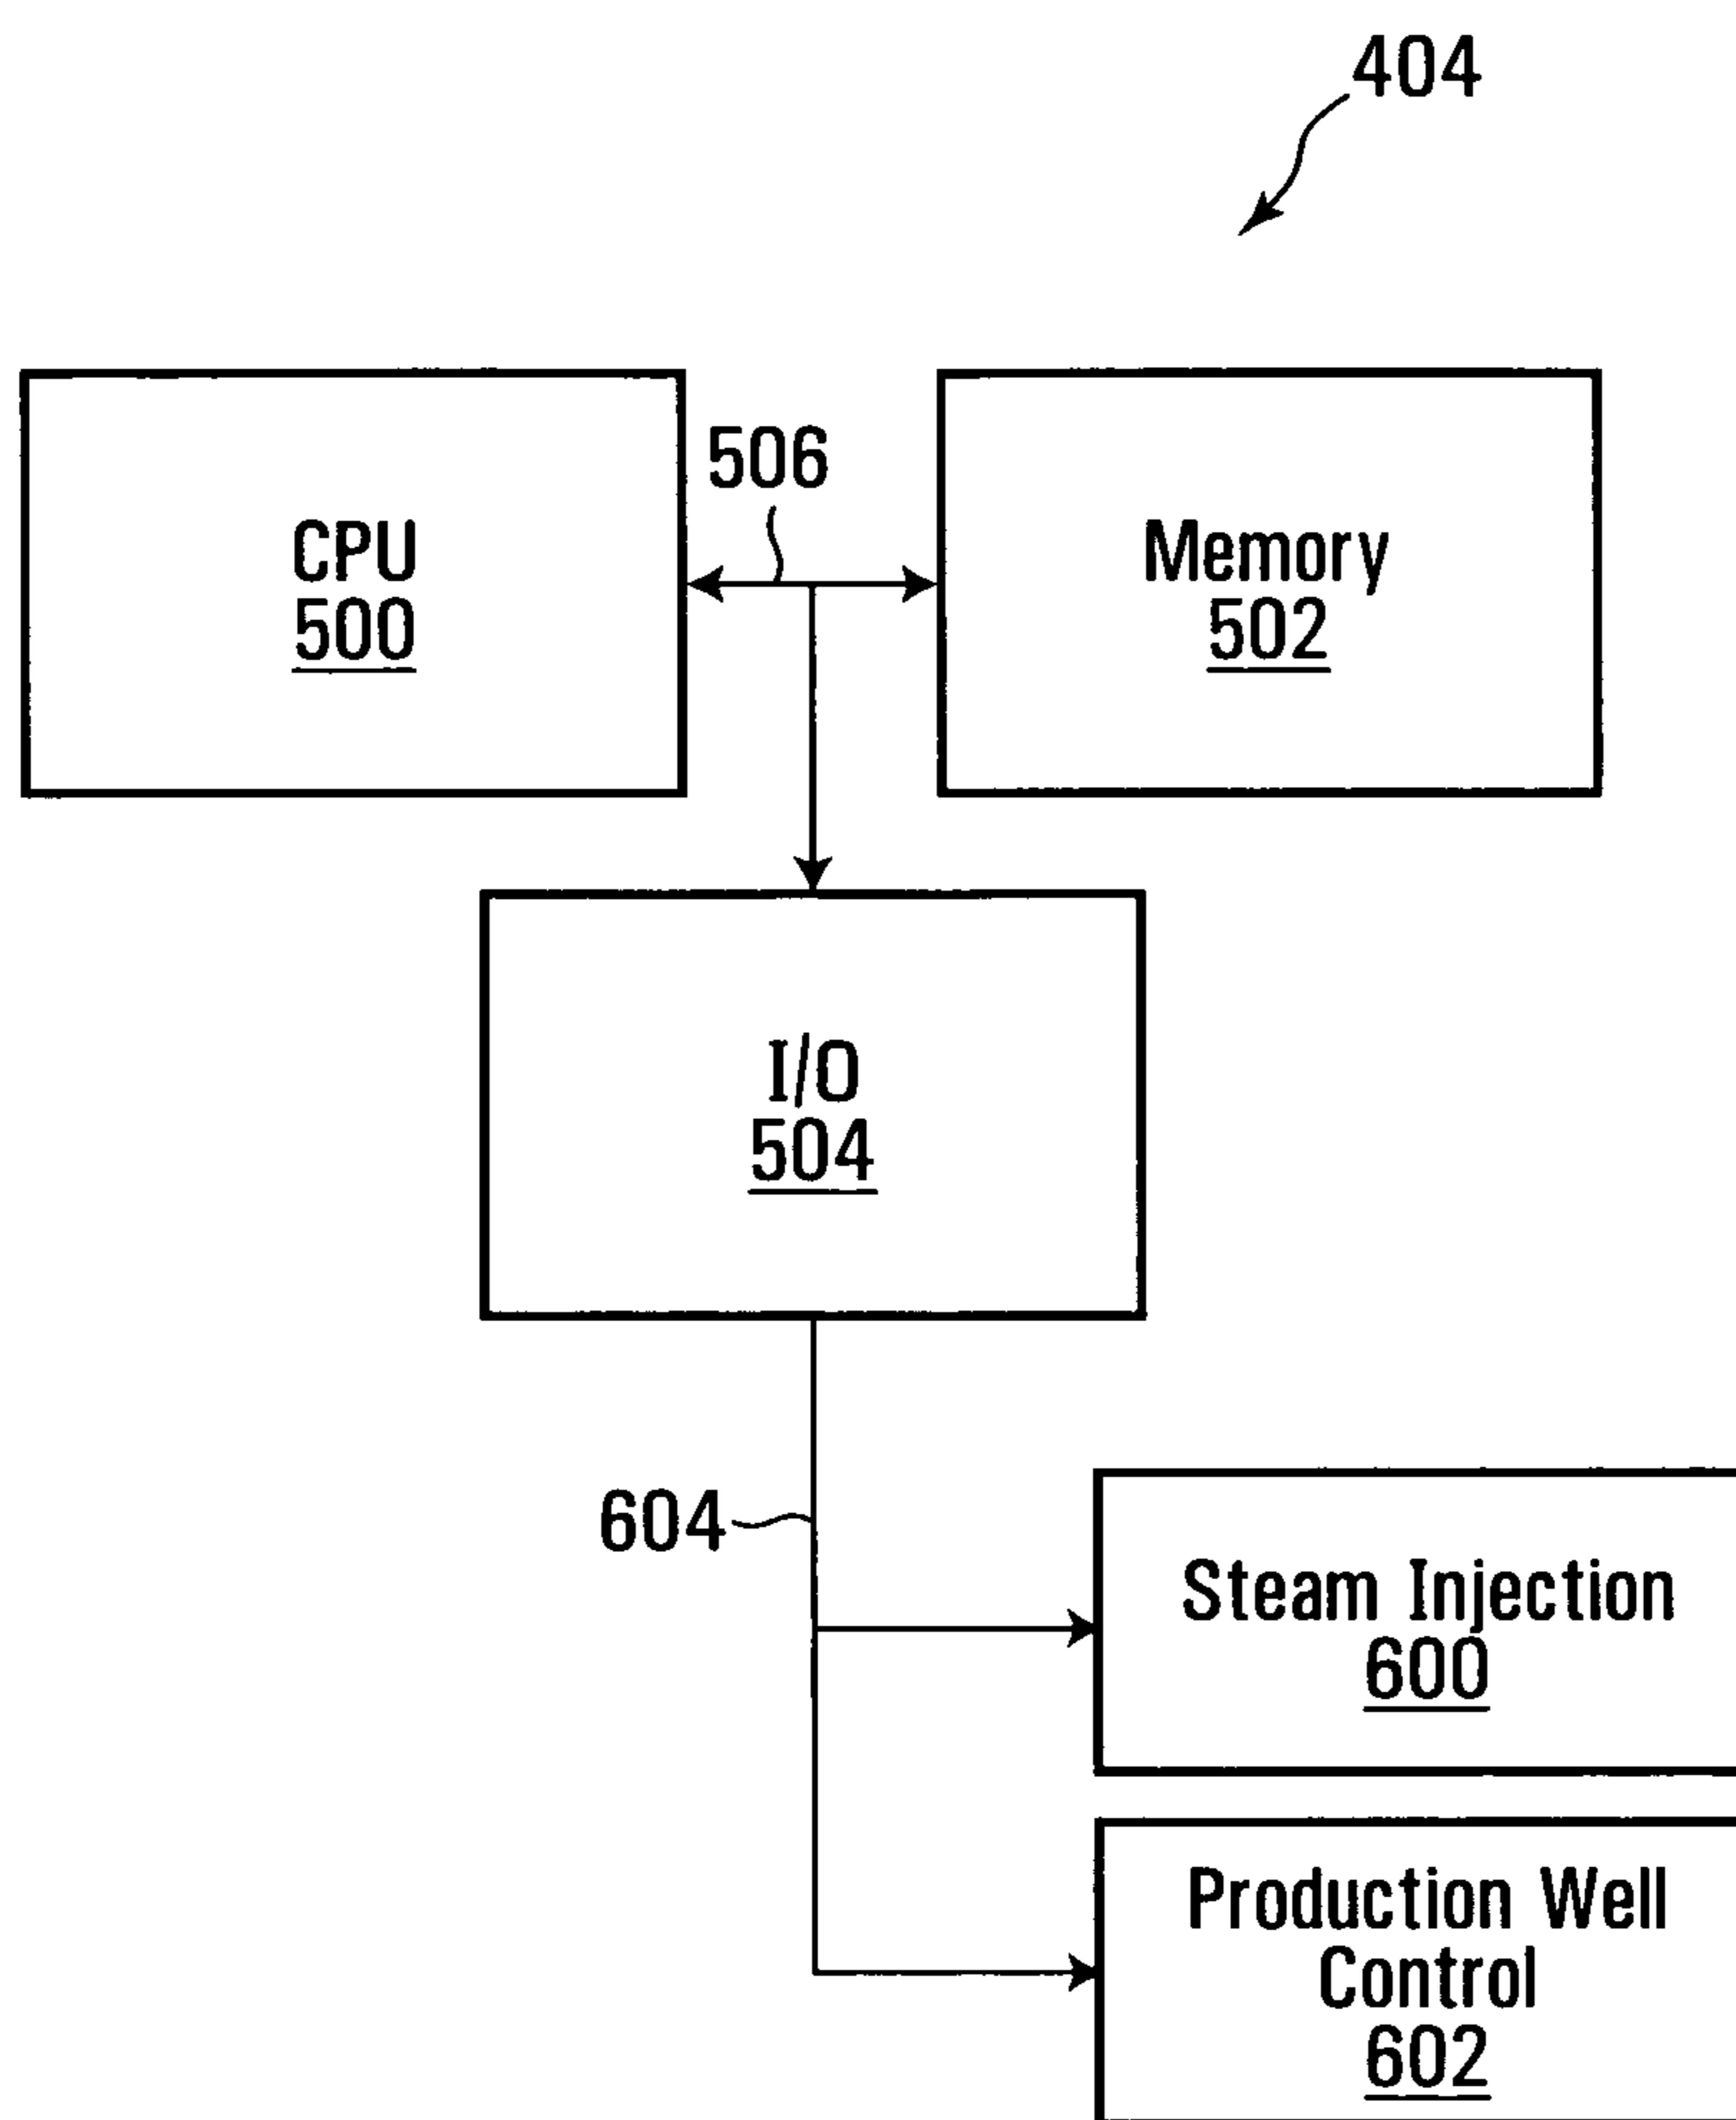 404
506
CPU
500
Memory
502
I/O
504
604
Steam Injection
600
Production Well
Control
602